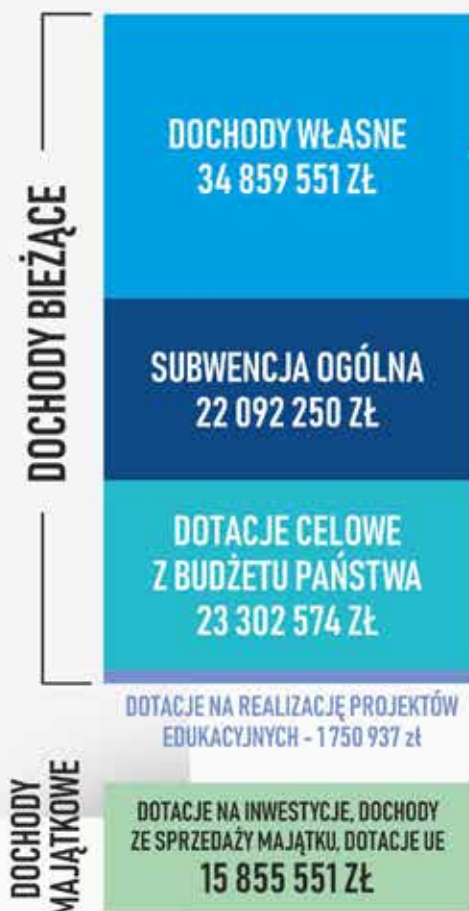 DOCHODY BIEŻĄCE
DOCHODY WŁASNE
34 859 551 ZŁ
SUBWENCJA OGÓLNA
22 092 250 ZŁ
DOTACJE CELOWE
Z BUDŻETU PAŃSTWA
23 302 574 ZŁ
DOTACJE NA REALIZACJĘ PROJEKTÓW
EDUKACYJNYCH - 1 750 937 zł
DOCHODY
MAJĄTKOWE
DOTACJE NA INWESTYCJE, DOCHODY
ZE SPRZEDAŻY MAJĄTKU, DOTACJE UE
15 855 551 ZŁ